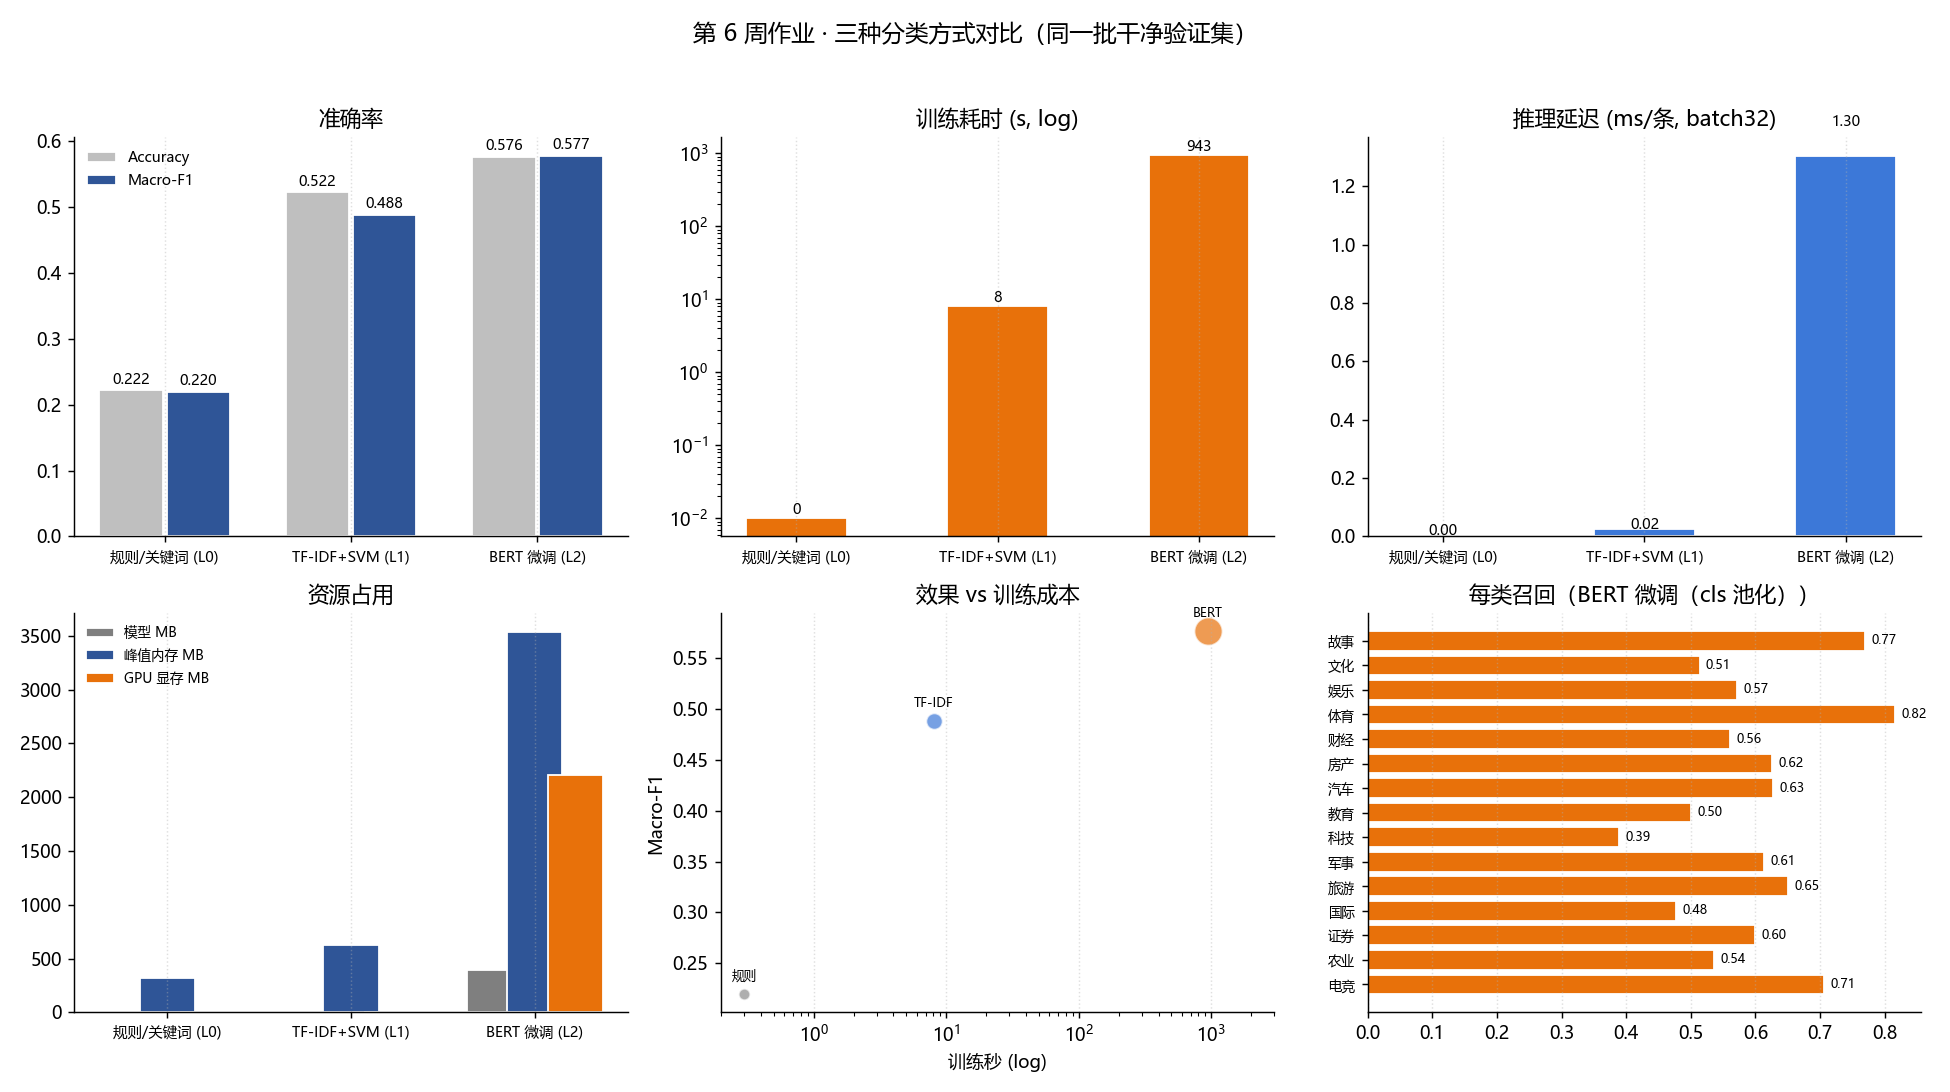 第 6 周作业 · 三种分类方式对比（同一批干净验证集）
准确率
0.6
0.5
0.4
0.3
0.2
0.1
0.0
Accuracy
Macro-F1
0.222
0.220
0.522
0.488
0.576
0.577
规则/关键词 (L0)
TF-IDF+SVM (L1)
BERT 微调 (L2)
训练耗时 (s, log)
10³
10²
10¹
10⁰
10⁻¹
10⁻²
0
8
943
规则/关键词 (L0)
TF-IDF+SVM (L1)
BERT 微调 (L2)
推理延迟 (ms/条, batch32)
1.2
1.0
0.8
0.6
0.4
0.2
0.0
0.00
0.02
1.30
规则/关键词 (L0)
TF-IDF+SVM (L1)
BERT 微调 (L2)
资源占用
3500
3000
2500
2000
1500
1000
500
0
模型 MB
峰值内存 MB
GPU 显存 MB
规则/关键词 (L0)
TF-IDF+SVM (L1)
BERT 微调 (L2)
效果 vs 训练成本
Macro-F1
0.55
0.50
0.45
0.40
0.35
0.30
0.25
BERT
TF-IDF
规则
10⁰
10¹
10²
10³
训练秒 (log)
每类召回（BERT 微调（cls 池化））
故事 0.77
文化 0.51
娱乐 0.57
体育 0.82
财经 0.56
房产 0.62
汽车 0.63
教育 0.50
科技 0.39
军事 0.61
旅游 0.65
国际 0.48
证券 0.60
农业 0.54
电竞 0.71
0.0
0.1
0.2
0.3
0.4
0.5
0.6
0.7
0.8